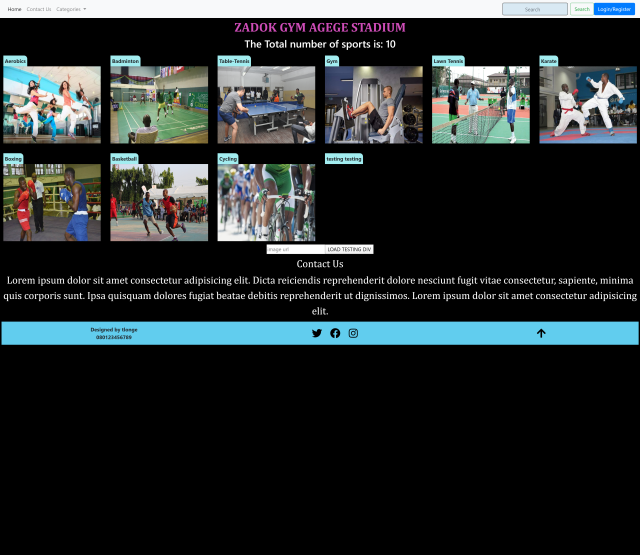 Home Contact Us Categories Search Search Login/Register
ZADOK GYM AGEGE STADIUM
The Total number of sports is: 10
Aerobics Badminton Table-Tennis Gym Lawn Tennis Karate
Boxing Basketball Cycling testing testing
image url LOAD TESTING DIV
Contact Us
Lorem ipsum dolor sit amet consectetur adipisicing elit. Dicta reiciendis reprehenderit dolore nesciunt fugit vitae consectetur, sapiente, minima
quis corporis sunt. Ipsa quisquam dolores fugiat beatae debitis reprehenderit ut dignissimos. Lorem ipsum dolor sit amet consectetur adipisicing
elit.
Designed by tlonge
080123456789